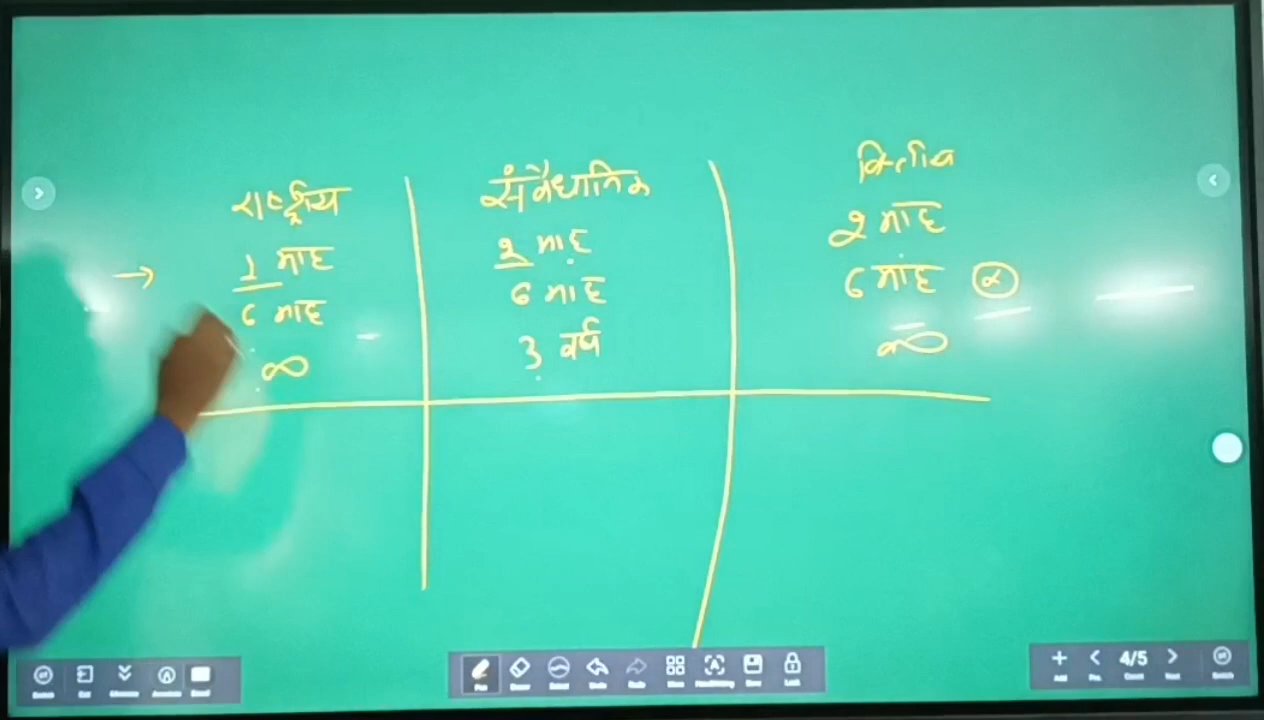 राष्ट्रीय
1 माह
6 माह
∞
संवैधानिक
2 माह
6 माह
3 वर्ष
वित्तीय
2 माह
6 माह
∞
→
4/5